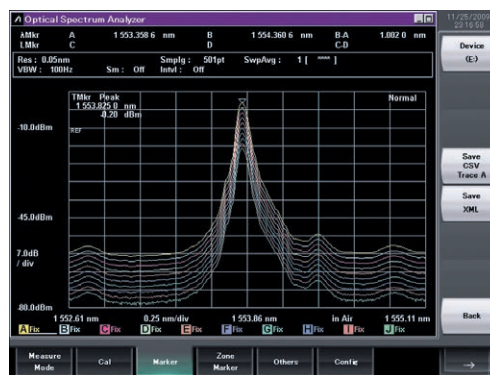 Optical Spectrum Analyzer
11/25/2009
23:16:50
λMkr A 1 553.358 6 nm B 1 554.360 6 nm B-A 1.002 0 nm
LMkr C D C-D
Res : 0.05nm Smplg : 501pt SwpAvg : 1 [ **** ]
VBW : 100Hz Sm : Off Intvl : Off
TMkr Peak Normal
1 553.825 0 nm
-0.20 dBm
-10.0dBm
REF
-45.0dBm
7.0dB
/ div
-80.0dBm
1 552.61 nm 0.25 nm/div 1 553.86 nm in Air 1 555.11 nm
A Fix B Fix C Fix D Fix E Fix F Fix G Fix H Fix I Fix J Fix
Device
(E:)
Save
CSV
Trace A
Save
XML
Back
Measure
Mode
Cal
Marker
Zone
Marker
Others
Config
→